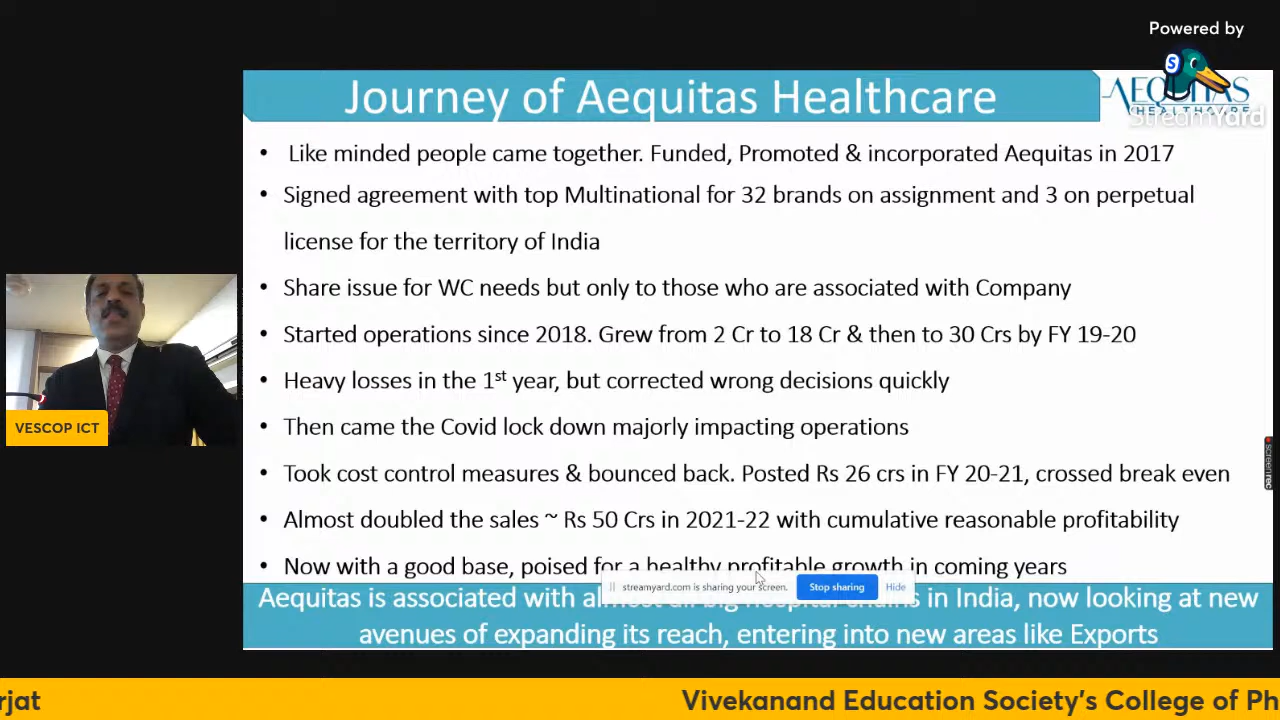 Powered by
StreamYard
Journey of Aequitas Healthcare
AEQUITAS
HEALTHCARE
• Like minded people came together. Funded, Promoted & incorporated Aequitas in 2017
• Signed agreement with top Multinational for 32 brands on assignment and 3 on perpetual
license for the territory of India
• Share issue for WC needs but only to those who are associated with Company
• Started operations since 2018. Grew from 2 Cr to 18 Cr & then to 30 Crs by FY 19-20
• Heavy losses in the 1st year, but corrected wrong decisions quickly
• Then came the Covid lock down majorly impacting operations
• Took cost control measures & bounced back. Posted Rs 26 crs in FY 20-21, crossed break even
• Almost doubled the sales ~ Rs 50 Crs in 2021-22 with cumulative reasonable profitability
• Now with a good base, poised for a healthy profitable growth in coming years
streamyard.com is sharing your screen. Stop sharing Hide
Aequitas is associated with almost all big hospital chains in India, now looking at new
avenues of expanding its reach, entering into new areas like Exports
VESCOP ICT
screenrec
rjat Vivekanand Education Society's College of Ph